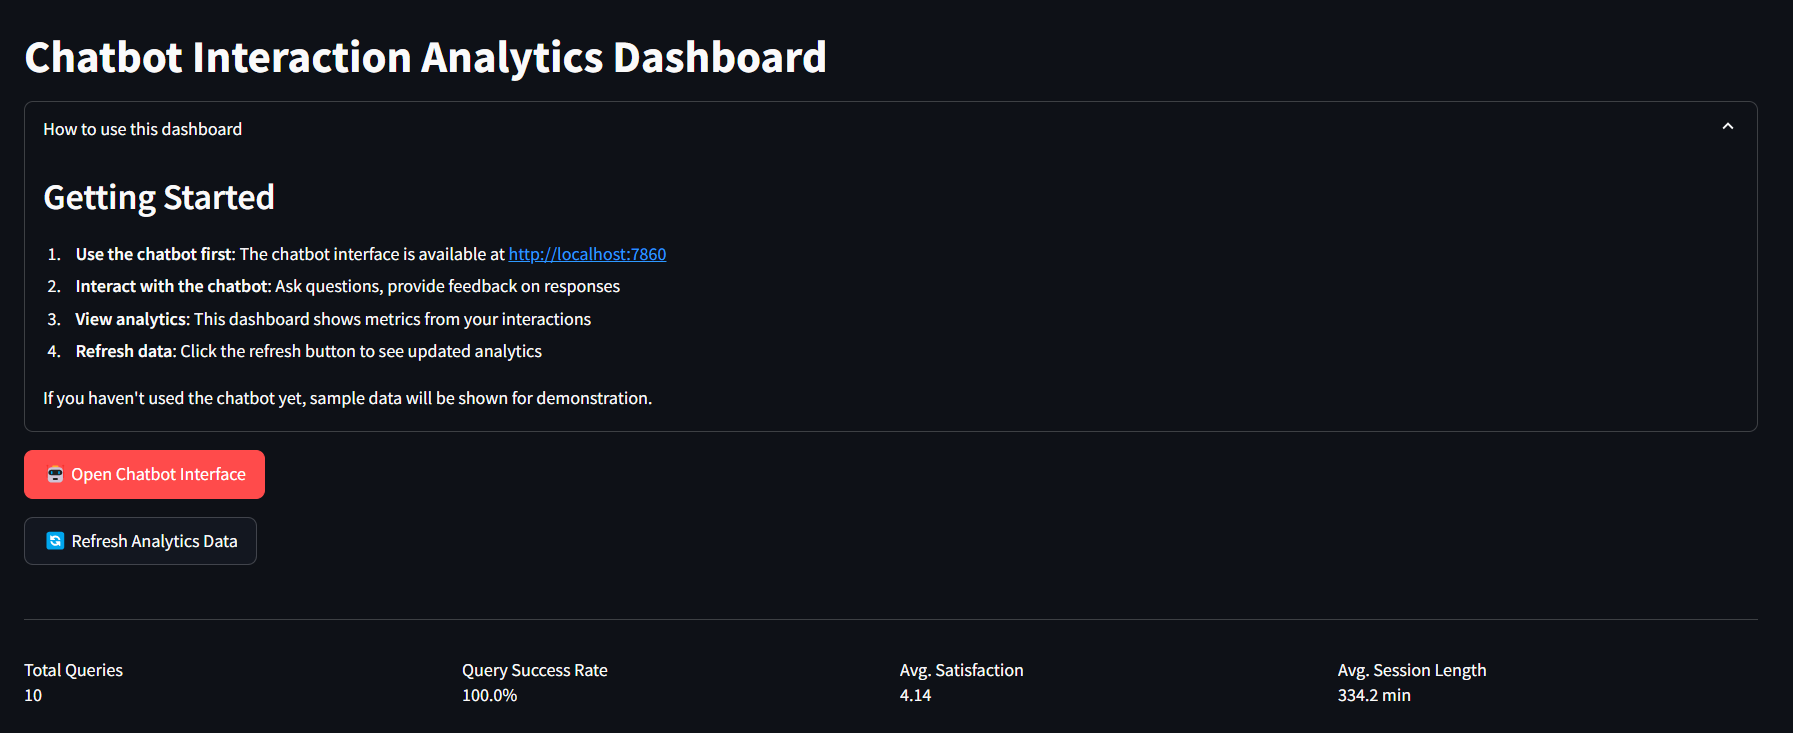 Chatbot Interaction Analytics Dashboard
How to use this dashboard
Getting Started
1. Use the chatbot first: The chatbot interface is available at http://localhost:7860
2. Interact with the chatbot: Ask questions, provide feedback on responses
3. View analytics: This dashboard shows metrics from your interactions
4. Refresh data: Click the refresh button to see updated analytics
If you haven't used the chatbot yet, sample data will be shown for demonstration.
Open Chatbot Interface
Refresh Analytics Data
Total Queries
10
Query Success Rate
100.0%
Avg. Satisfaction
4.14
Avg. Session Length
334.2 min